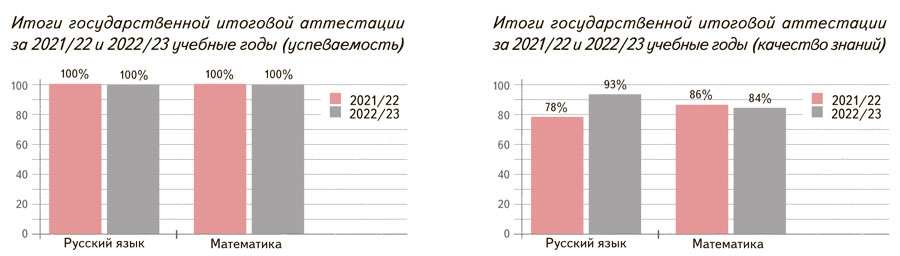 Итоги государственной итоговой аттестации
за 2021/22 и 2022/23 учебные годы (успеваемость)
100% 100% 100% 100%
100
80
60
40
20
0
2021/22
2022/23
Русский язык Математика
Итоги государственной итоговой аттестации
за 2021/22 и 2022/23 учебные годы (качество знаний)
78% 93% 86% 84%
100
80
60
40
20
0
2021/22
2022/23
Русский язык Математика